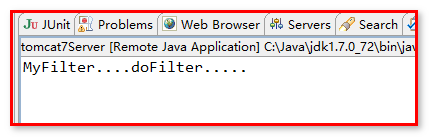 JUnit Problems Web Browser Servers Search
tomcat7Server [Remote Java Application] C:\Java\jdk1.7.0_72\bin\jav
MyFilter....doFilter.....